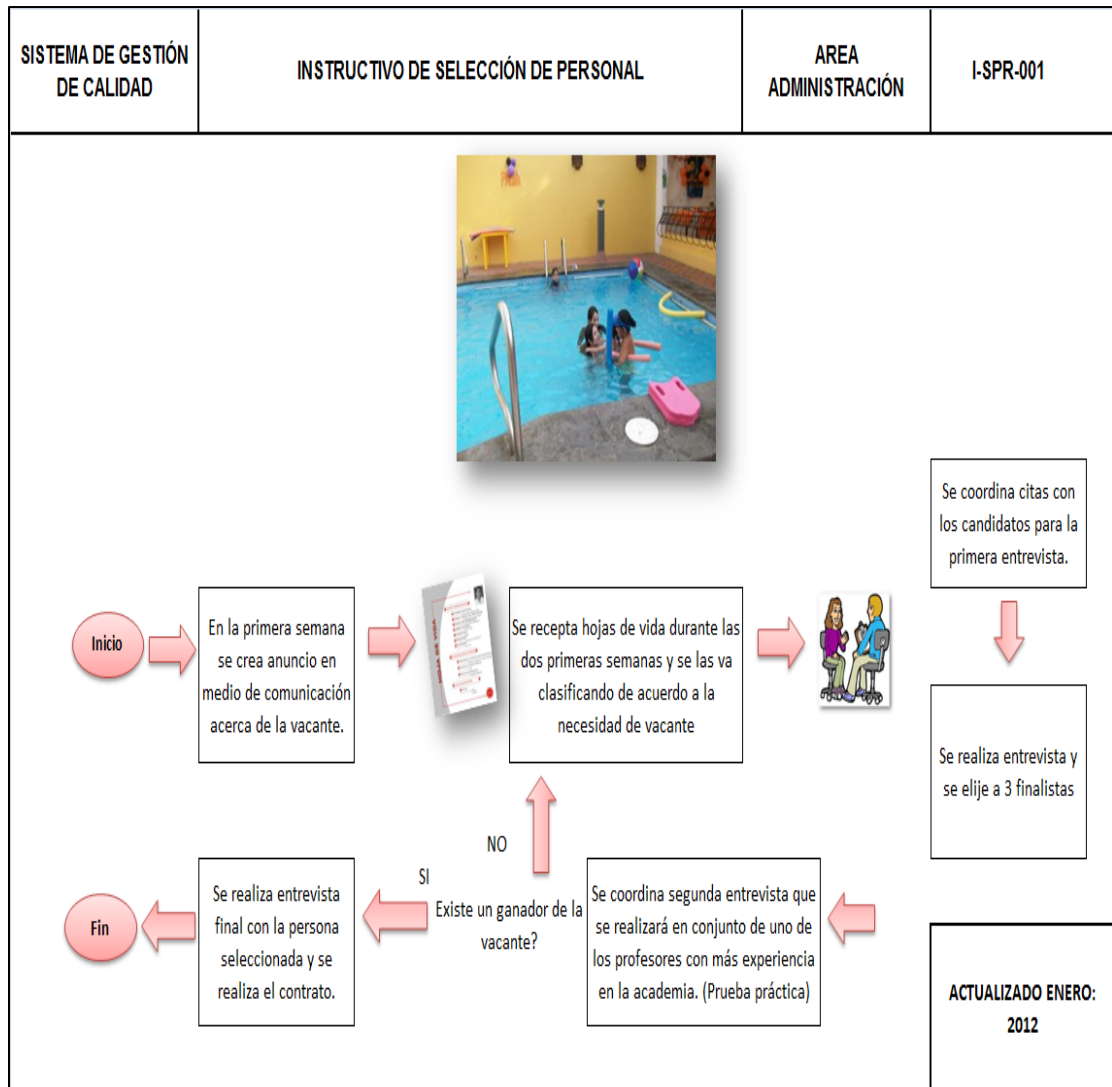 SISTEMA DE GESTIÓN
DE CALIDAD
INSTRUCTIVO DE SELECCIÓN DE PERSONAL
AREA
ADMINISTRACIÓN
I-SPR-001
Se coordina citas con
los candidatos para la
primera entrevista.
Inicio
En la primera semana
se crea anuncio en
medio de comunicación
acerca de la vacante.
HOJA DE VIDA
Se recepta hojas de vida durante las
dos primeras semanas y se las va
clasificando de acuerdo a la
necesidad de vacante
Se realiza entrevista y
se elije a 3 finalistas
NO
SI
Existe un ganador de la
vacante?
Se coordina segunda entrevista que
se realizará en conjunto de uno de
los profesores con más experiencia
en la academia. (Prueba práctica)
Se realiza entrevista
final con la persona
seleccionada y se
realiza el contrato.
Fin
ACTUALIZADO ENERO:
2012